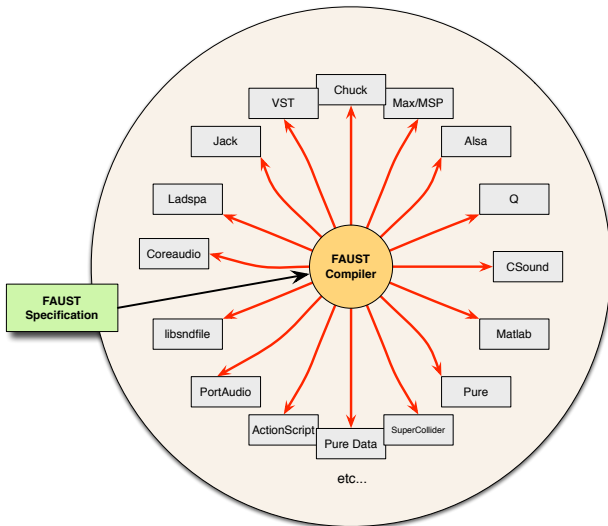 Chuck
VST
Max/MSP
Jack
Alsa
Ladspa
Q
Coreaudio
FAUST
Compiler
CSound
FAUST
Specification
libsndfile
Matlab
PortAudio
Pure
ActionScript
Pure Data
SuperCollider
etc...